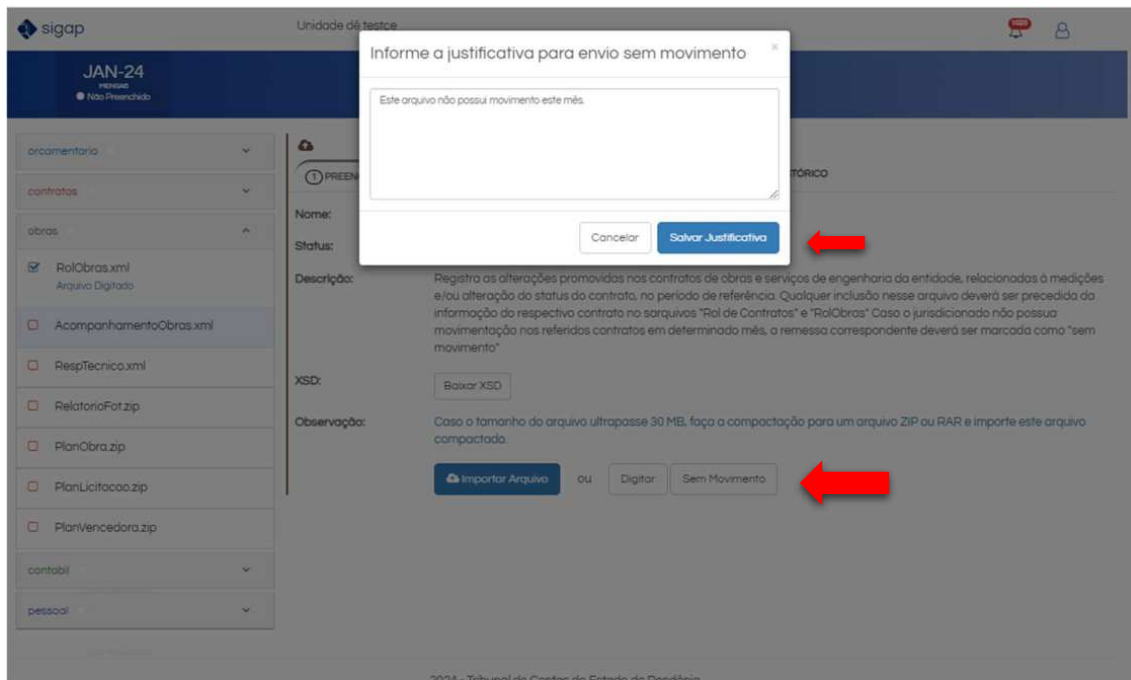 sigap
Unidade de testce
JAN-24
MENSAL
Não Preenchido
Informe a justificativa para envio sem movimento
×
Este arquivo não possui movimento este mês.
Cancelar
Salvar Justificativa
orcamentario
contratos
obras
RolObras.xml
Arquivo Digitado
AcompanhamentoObras.xml
RespTecnico.xml
RelatorioFot.zip
PlanObra.zip
PlanLicitacao.zip
PlanVencedora.zip
contabil
pessoal
1 PREEN
TÓRICO
Nome:
Status:
Descrição:
Registra as alterações promovidas nos contratos de obras e serviços de engenharia da entidade, relacionadas à medições
e/ou alteração do status do contrato, no período de referência. Qualquer inclusão nesse arquivo deverá ser precedida da
informação do respectivo contrato no sarquivos "Rol de Contratos" e "RolObras" Caso o jurisdicionado não possua
movimentação nos referidos contratos em determinado mês, a remessa correspondente deverá ser marcada como "sem
movimento"
XSD:
Baixar XSD
Observação:
Caso o tamanho do arquivo ultrapasse 30 MB, faça a compactação para um arquivo ZIP ou RAR e importe este arquivo
compactado.
Importar Arquivo ou Digitar Sem Movimento
2024 - Tribunal de Contas do Estado de Rondônia